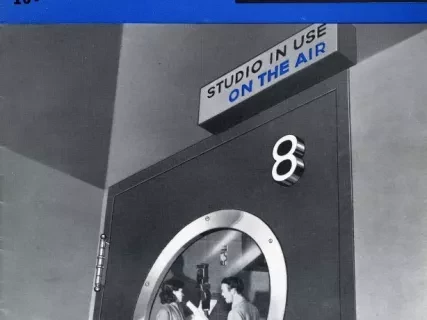 STUDIO IN USE
ON THE AIR
8